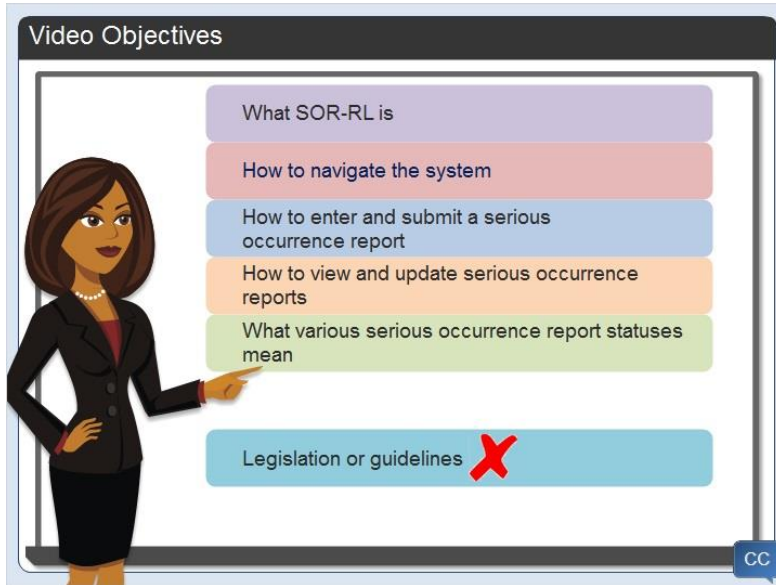 Video Objectives
What SOR-RL is
How to navigate the system
How to enter and submit a serious
occurrence report
How to view and update serious occurrence
reports
What various serious occurrence report statuses
mean
Legislation or guidelines
CC